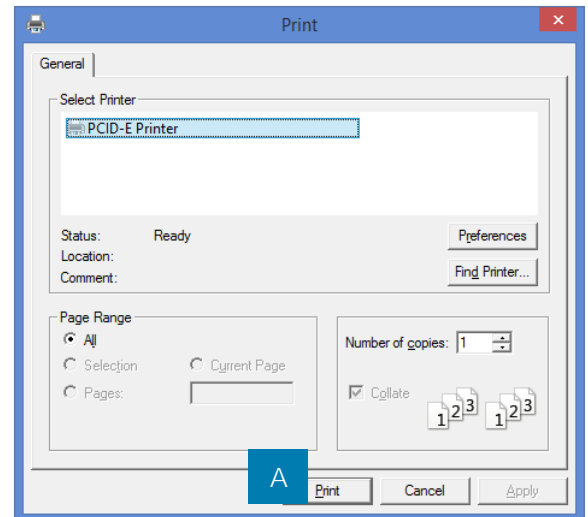 Print
General
Select Printer
PCID-E Printer
Status: Ready
Preferences
Location:
Find Printer...
Comment:
Page Range
All
Selection Current Page
Pages:
Number of copies: 1
Collate
1 2 3 1 2 3
A
Print Cancel Apply